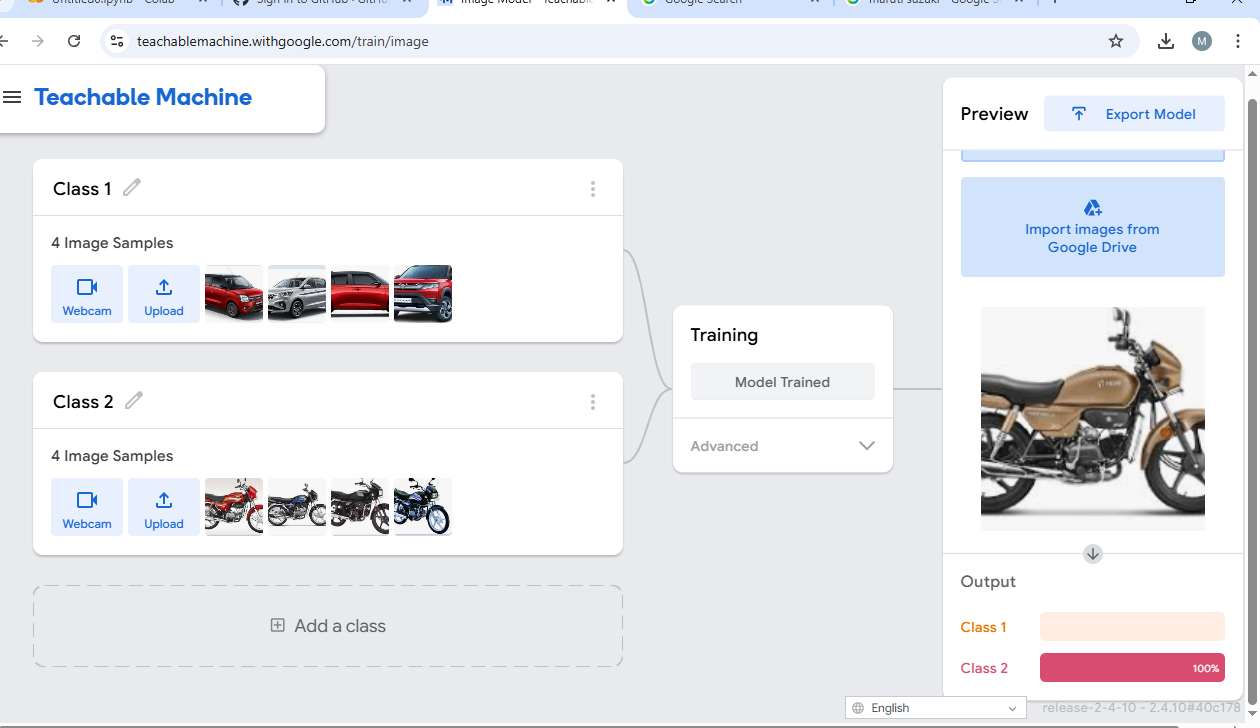 Untitled6.ipynb - Colab
Sign in to GitHub · GitHub
Image Model - Teachable
Google Search
maruti suzuki - Google S
teachablemachine.withgoogle.com/train/image
M
Teachable Machine
Preview
Export Model
Import images from
Google Drive
Class 1
4 Image Samples
Webcam
Upload
Class 2
4 Image Samples
Webcam
Upload
Add a class
Training
Model Trained
Advanced
Output
Class 1
Class 2
100%
English
release-2-4-10 - 2.4.10#40c178